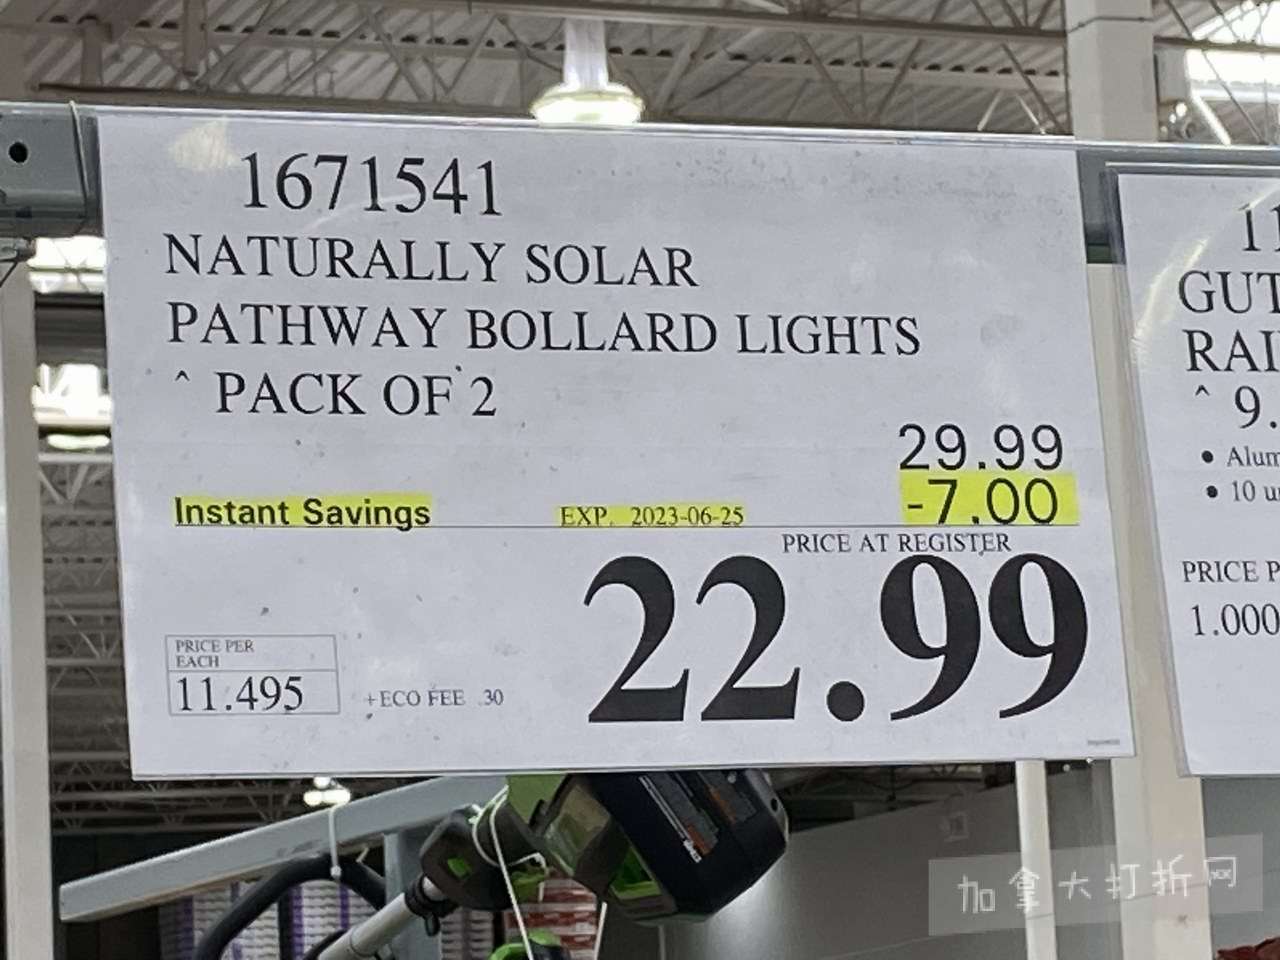 1671541
NATURALLY SOLAR
PATHWAY BOLLARD LIGHTS
^ PACK OF 2
29.99
Instant Savings EXP. 2023-06-25 -7.00
PRICE AT REGISTER
22.99
PRICE PER
EACH
11.495
+ECO FEE .30
11
GUT
RAI
^ 9.
• Alum
• 10 u
PRICE P
1.000
加拿大打折网